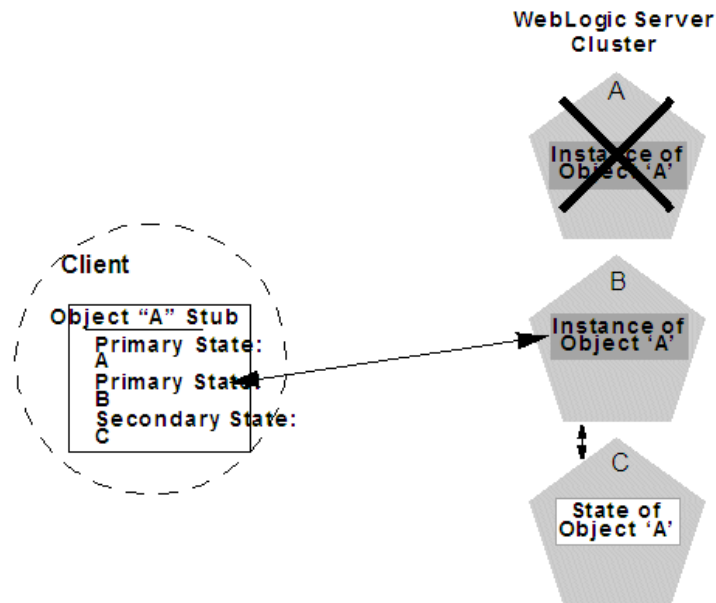 WebLogic Server
Cluster
A
Instance of
Object ‘A’
Client
Object “A” Stub
Primary State:
A
Primary State:
B
Secondary State:
C
B
Instance of
Object ‘A’
C
State of
Object ‘A’